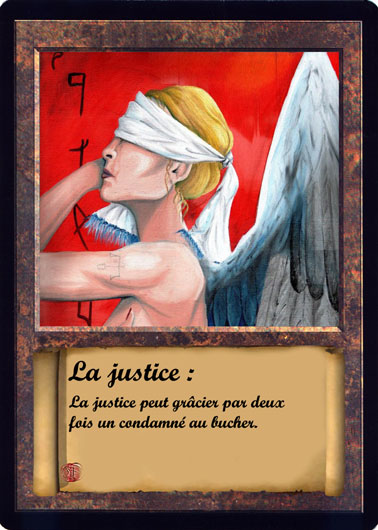 La justice :
La justice peut grâcier par deux
fois un condamné au bucher.